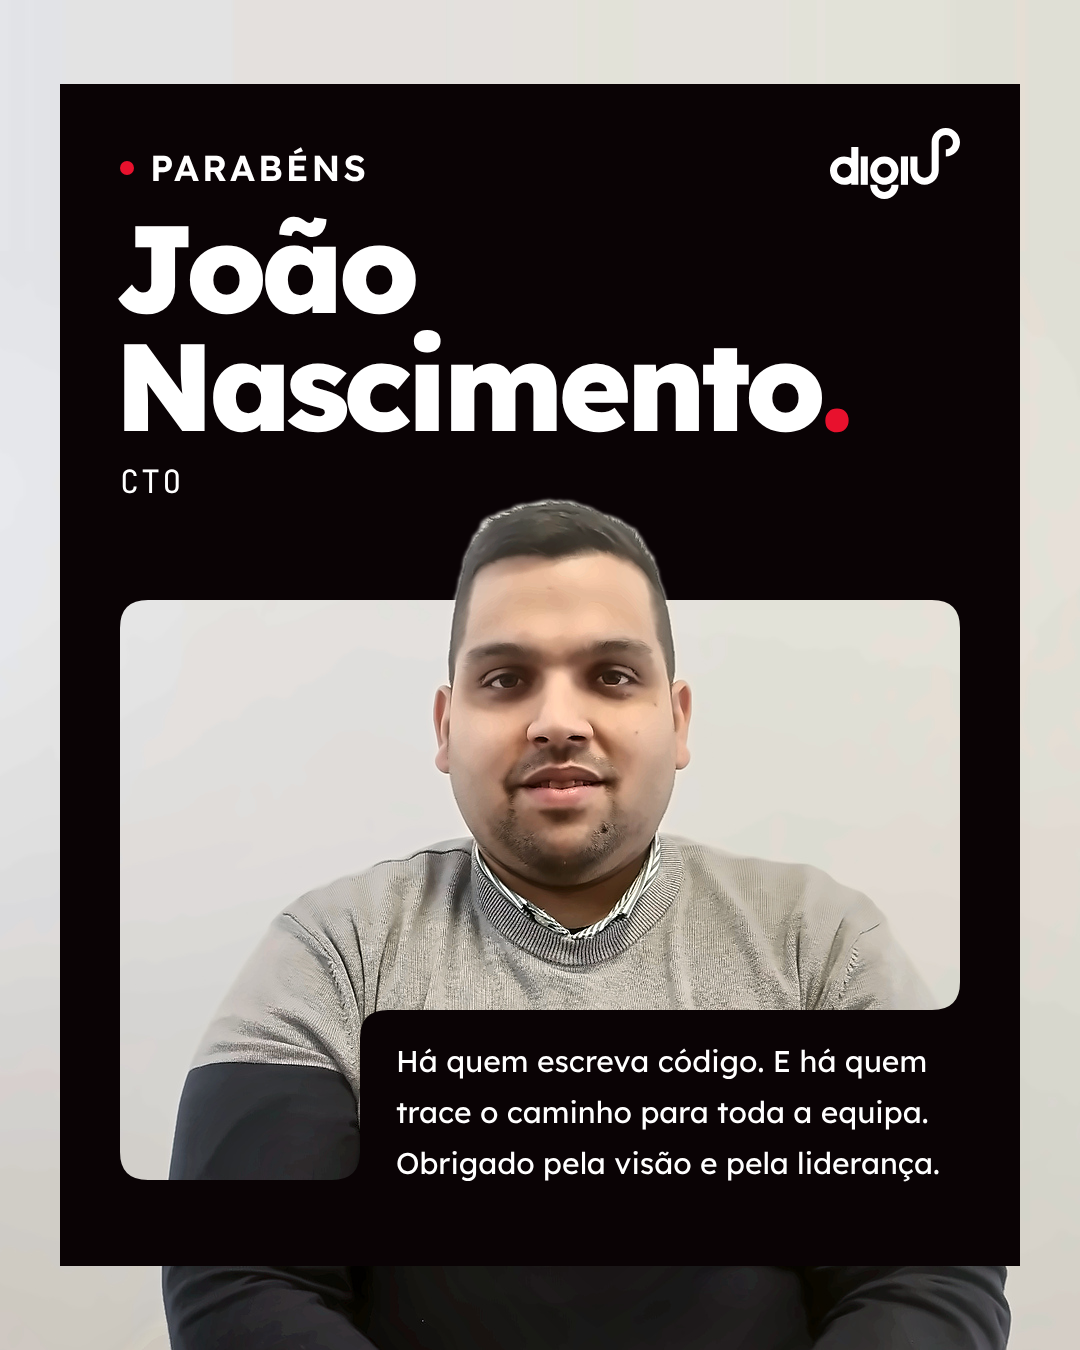 PARABÉNS
digiUP
João
Nascimento.
CTO
Há quem escreva código. E há quem
trace o caminho para toda a equipa.
Obrigado pela visão e pela liderança.